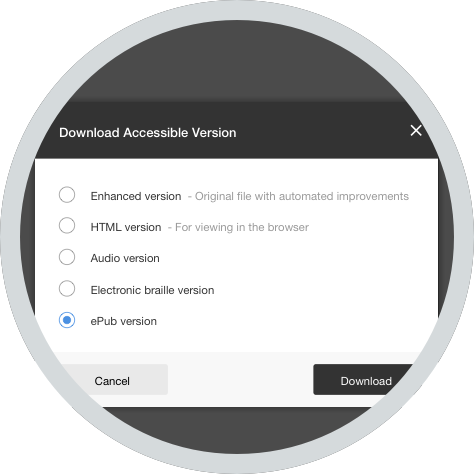 Download Accessible Version
Enhanced version - Original file with automated improvements
HTML version - For viewing in the browser
Audio version
Electronic braille version
ePub version
Cancel
Download